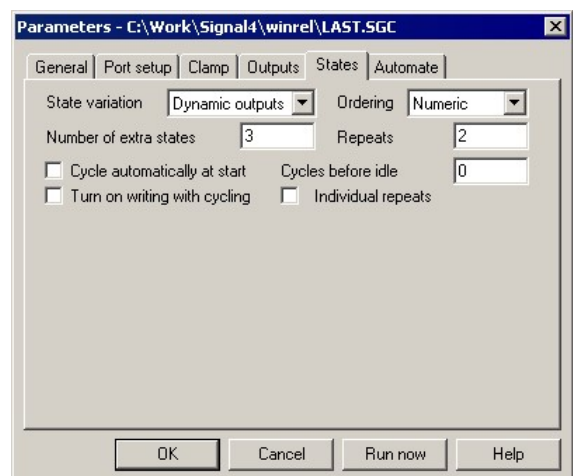 Parameters - C:\Work\Signal4\winrel\LAST.SGC
General Port setup Clamp Outputs States Automate
State variation Dynamic outputs Ordering Numeric
Number of extra states 3 Repeats 2
Cycle automatically at start Cycles before idle 0
Turn on writing with cycling Individual repeats
OK Cancel Run now Help